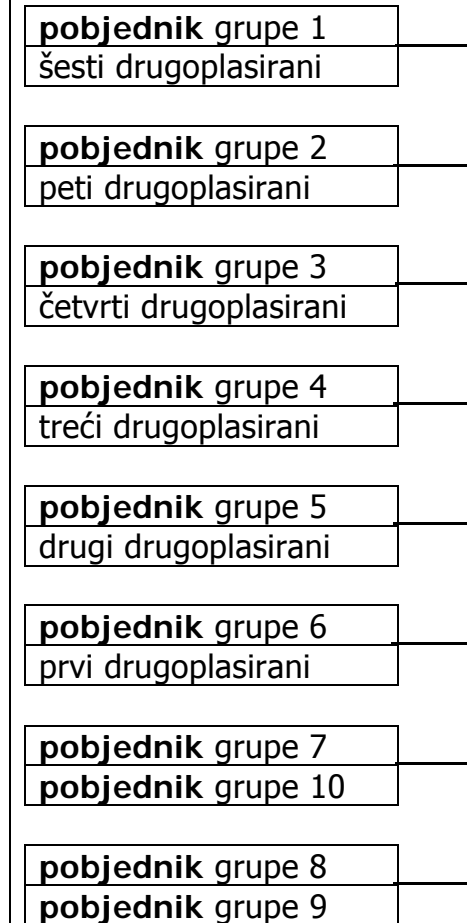 pobjednik grupe 1
šesti drugoplasirani
pobjednik grupe 2
peti drugoplasirani
pobjednik grupe 3
četvrti drugoplasirani
pobjednik grupe 4
treći drugoplasirani
pobjednik grupe 5
drugi drugoplasirani
pobjednik grupe 6
prvi drugoplasirani
pobjednik grupe 7
pobjednik grupe 10
pobjednik grupe 8
pobjednik grupe 9